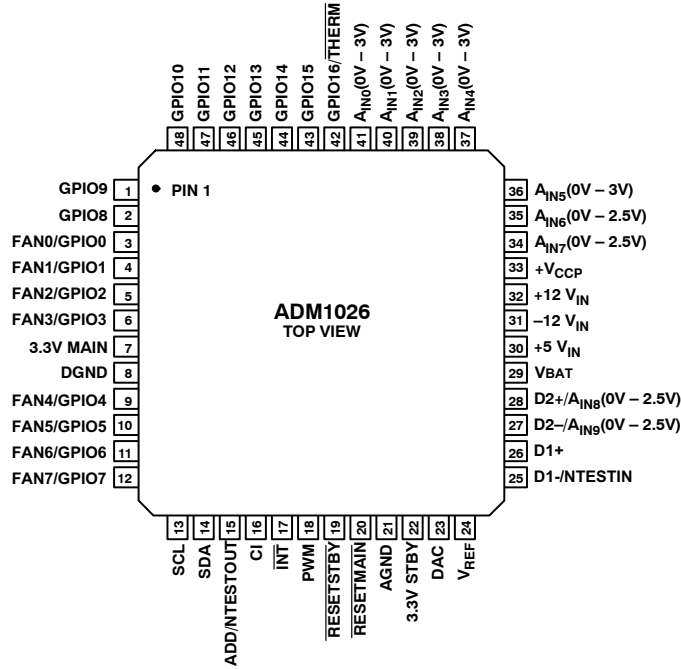 GPIO10
GPIO11
GPIO12
GPIO13
GPIO14
GPIO15
GPIO16/THERM
AIN0(0V – 3V)
AIN1(0V – 3V)
AIN2(0V – 3V)
AIN3(0V – 3V)
AIN4(0V – 3V)
48
47
46
45
44
43
42
41
40
39
38
37
GPIO9 1
PIN 1
GPIO8 2
FAN0/GPIO0 3
FAN1/GPIO1 4
FAN2/GPIO2 5
FAN3/GPIO3 6
3.3V MAIN 7
DGND 8
FAN4/GPIO4 9
FAN5/GPIO5 10
FAN6/GPIO6 11
FAN7/GPIO7 12
ADM1026
TOP VIEW
36 AIN5(0V – 3V)
35 AIN6(0V – 2.5V)
34 AIN7(0V – 2.5V)
33 +VCCP
32 +12 VIN
31 –12 VIN
30 +5 VIN
29 VBAT
28 D2+/AIN8(0V – 2.5V)
27 D2–/AIN9(0V – 2.5V)
26 D1+
25 D1-/NTESTIN
13
14
15
16
17
18
19
20
21
22
23
24
SCL
SDA
ADD/NTESTOUT
CI
INT
PWM
RESETSTBY
RESETMAIN
AGND
3.3V STBY
DAC
VREF